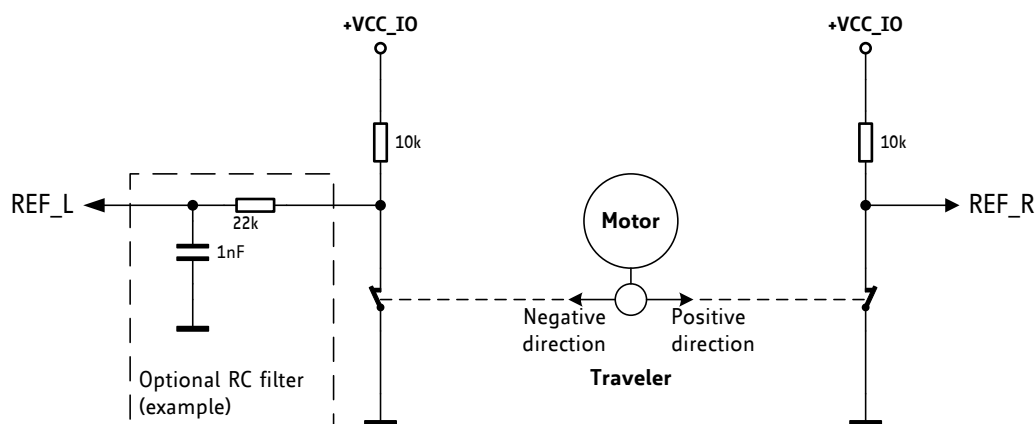 +VCC_IO
+VCC_IO
10k
10k
REF_L
22k
1nF
Motor
REF_R
Negative
direction
Positive
direction
Traveler
Optional RC filter
(example)